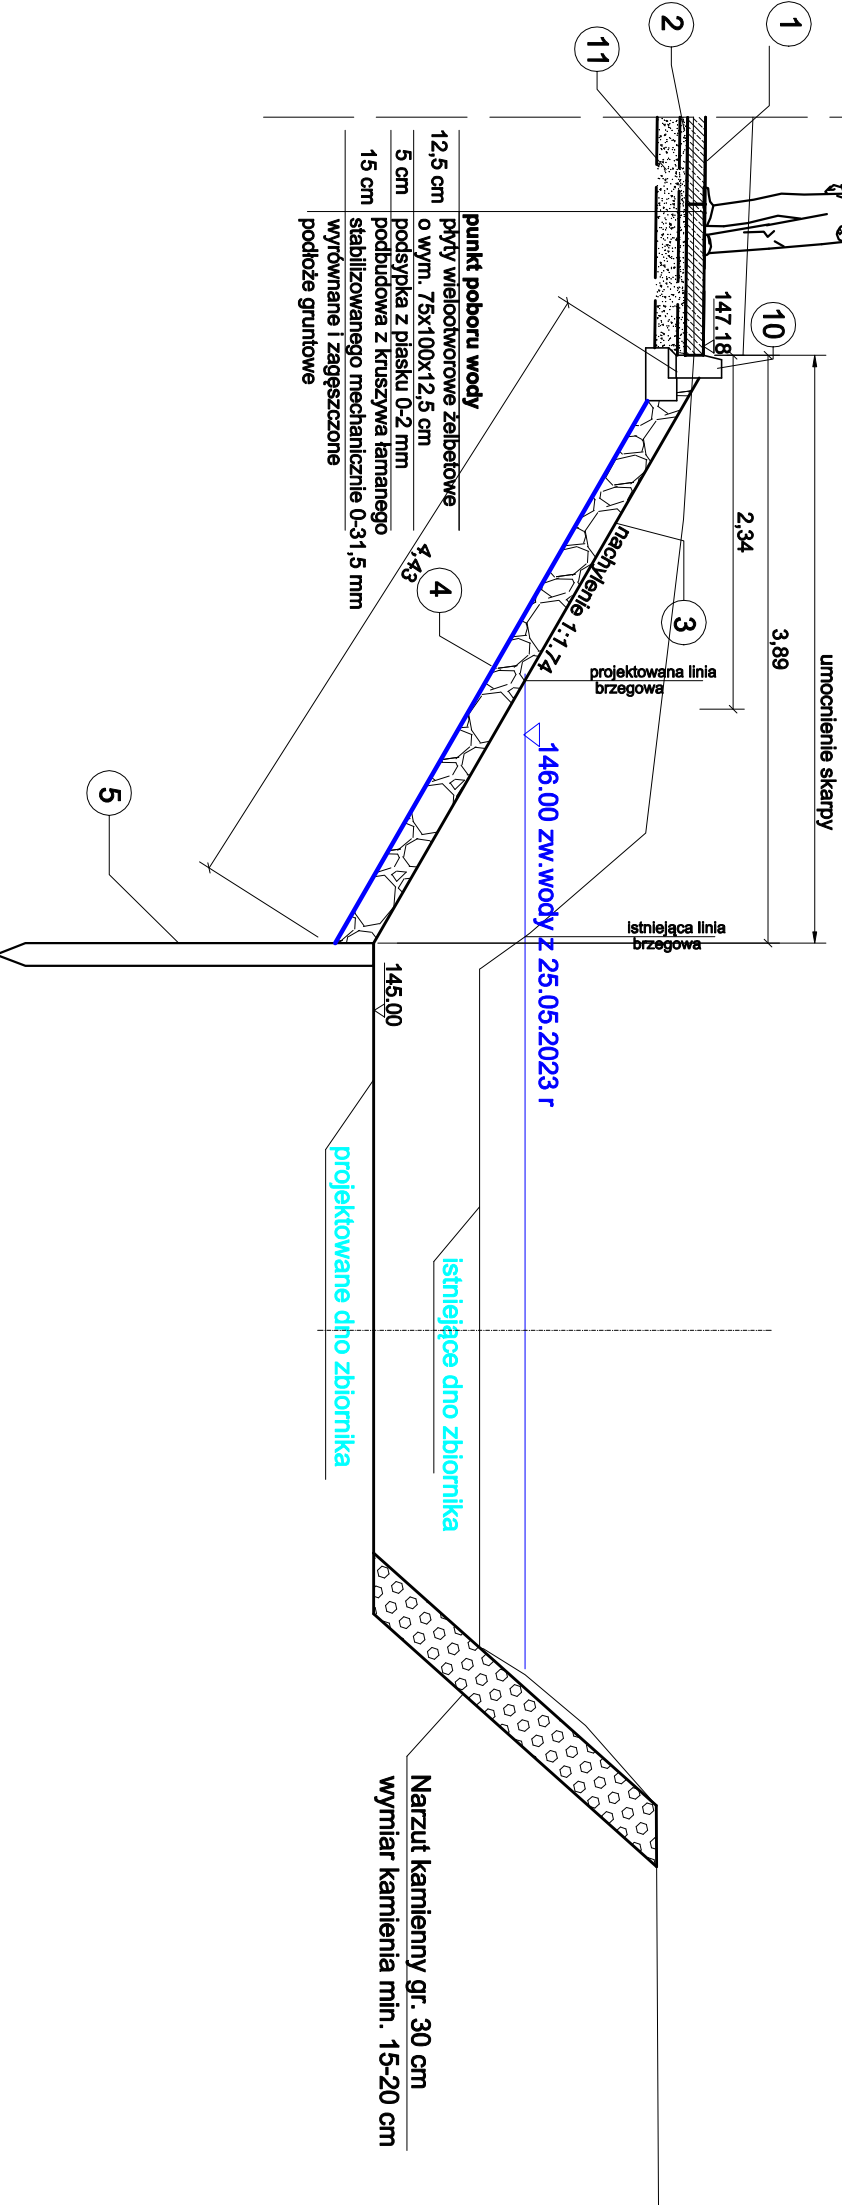 1
2
11
10
147.18
punkt poboru wody
12,5 cm płyty wielootworowe żelbetowe
o wym. 75x100x12,5 cm
5 cm podsypka z piasku 0-2 mm
15 cm podbudowa z kruszywa łamanego
stabilizowanego mechanicznie 0-31,5 mm
wyrównane i zagęszczone
podłoże gruntowe
umocnienie skarpy
3,89
2,34
4,43
nachylenie 1:1.74
3
4
5
projektowana linia
brzegowa
146.00 zw.wody z 25.05.2023 r
istniejąca linia
brzegowa
145.00
projektowane dno zbiornika
istniejące dno zbiornika
Narzut kamienny gr. 30 cm
wymiar kamienia min. 15-20 cm